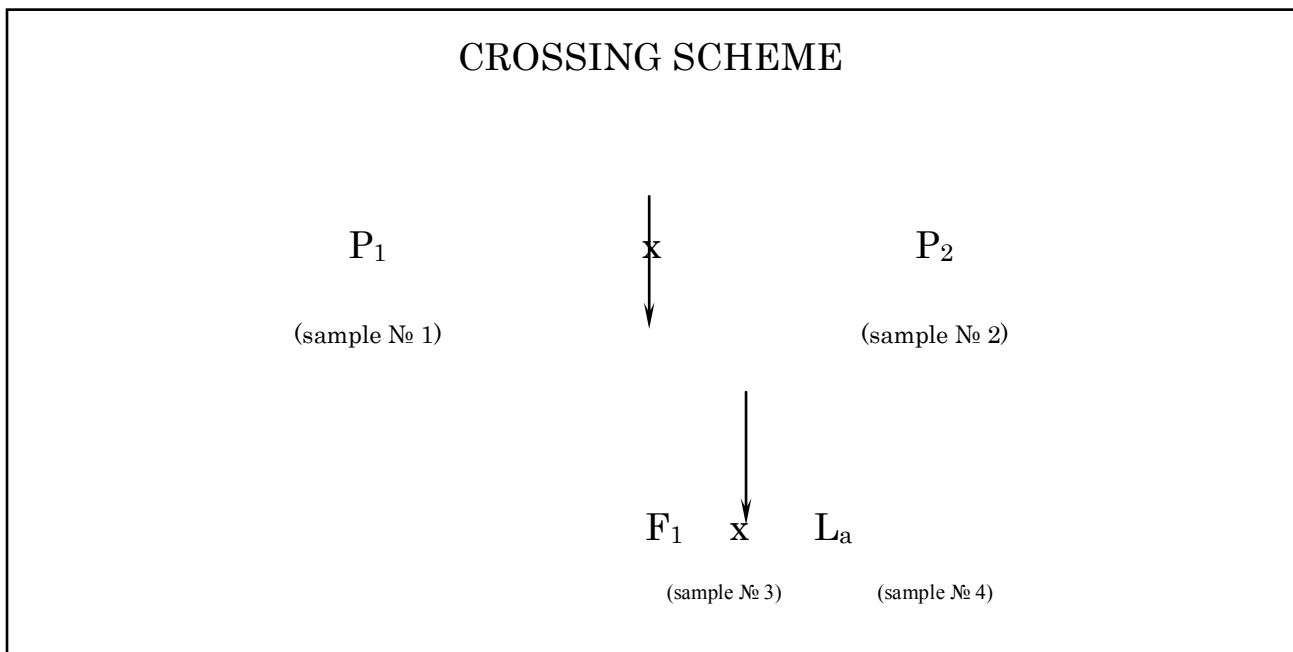 CROSSING SCHEME
P₁ x P₂
(sample № 1) (sample № 2)
F₁ x Lₐ
(sample № 3) (sample № 4)